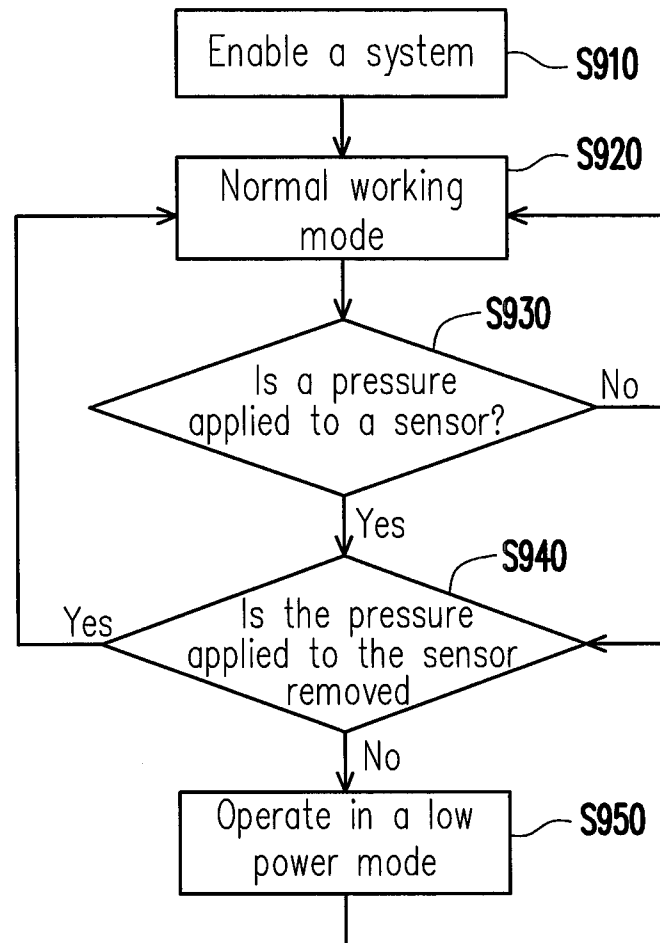 Enable a system
S910
S920
Normal working
mode
S930
Is a pressure
applied to a sensor?
No
Yes
S940
Yes
Is the pressure
applied to the sensor
removed
No
Operate in a low
power mode
S950